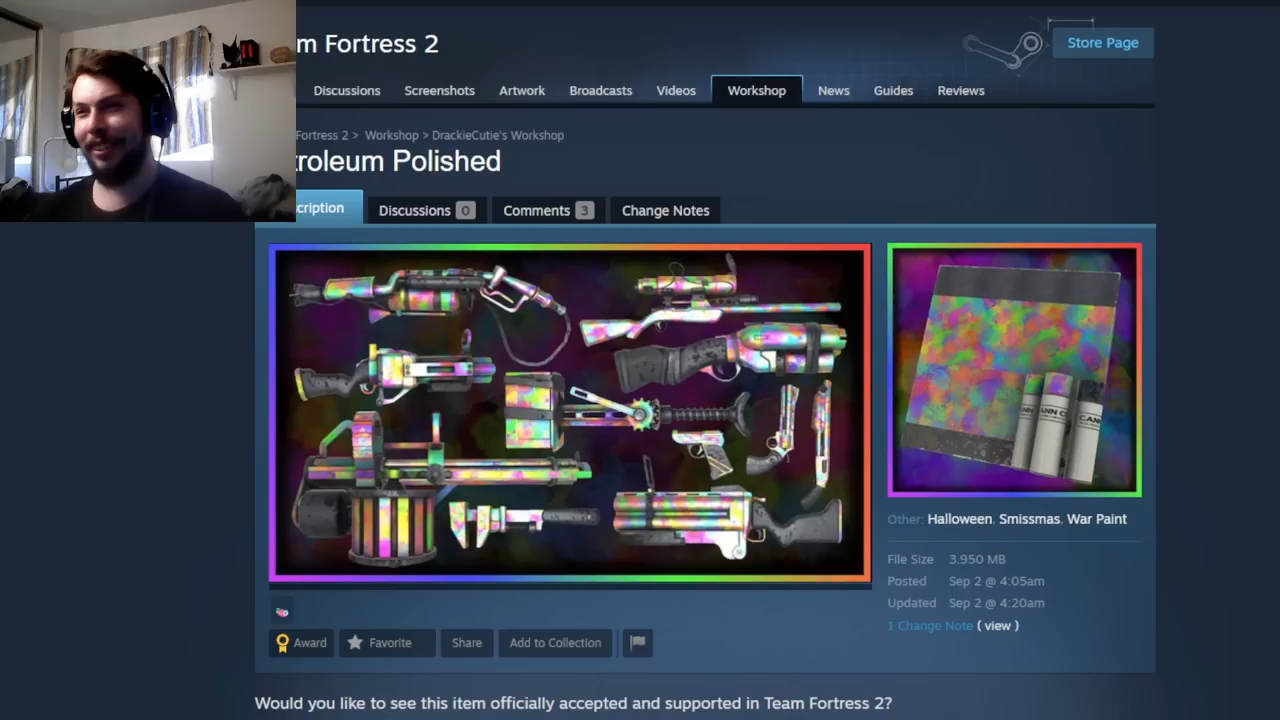 m Fortress 2
Store Page
Discussions Screenshots Artwork Broadcasts Videos Workshop News Guides Reviews
Fortress 2 > Workshop > DrackieCutie's Workshop
troleum Polished
cription Discussions 0 Comments 3 Change Notes
ANN C
CAN
Other: Halloween, Smissmas, War Paint
File Size 3.950 MB
Posted Sep 2 @ 4:05am
Updated Sep 2 @ 4:20am
1 Change Note ( view )
Award Favorite Share Add to Collection
Would you like to see this item officially accepted and supported in Team Fortress 2?